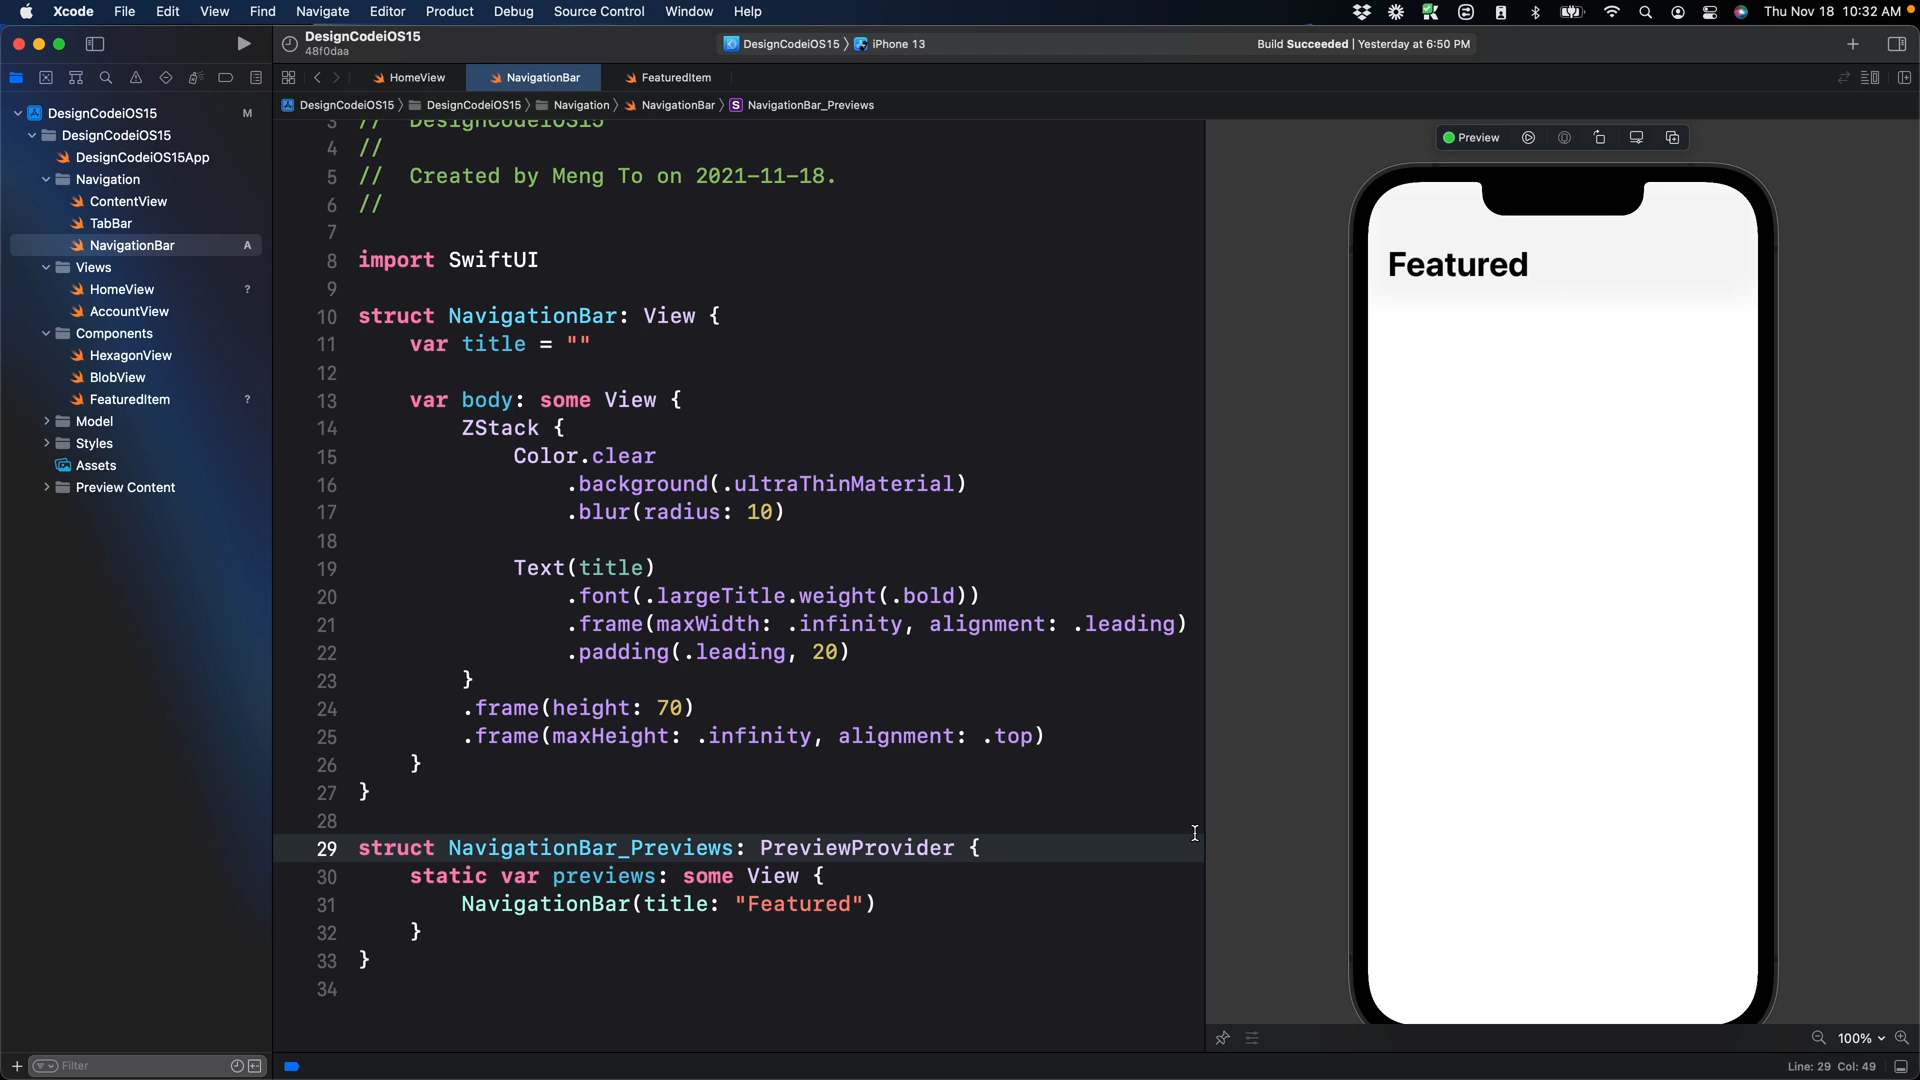 Xcode File Edit View Find Navigate Editor Product Debug Source Control Window Help Thu Nov 18 10:32 AM
DesignCodeiOS15
48f0daa
DesignCodeiOS15 iPhone 13
Build Succeeded | Yesterday at 6:50 PM
HomeView NavigationBar FeaturedItem
DesignCodeiOS15 DesignCodeiOS15 Navigation NavigationBar S NavigationBar_Previews
DesignCodeiOS15 M
DesignCodeiOS15
DesignCodeiOS15App
Navigation
ContentView
TabBar
NavigationBar A
Views
HomeView ?
AccountView
Components
HexagonView
BlobView
FeaturedItem ?
Model
Styles
Assets
Preview Content
Filter
3 // DesignCodeiOS15
4 //
5 // Created by Meng To on 2021-11-18.
6 //
7
8 import SwiftUI
9
10 struct NavigationBar: View {
11 var title = ""
12
13 var body: some View {
14 ZStack {
15 Color.clear
16 .background(.ultraThinMaterial)
17 .blur(radius: 10)
18
19 Text(title)
20 .font(.largeTitle.weight(.bold))
21 .frame(maxWidth: .infinity, alignment: .leading)
22 .padding(.leading, 20)
23 }
24 .frame(height: 70)
25 .frame(maxHeight: .infinity, alignment: .top)
26 }
27 }
28
29 struct NavigationBar_Previews: PreviewProvider {
30 static var previews: some View {
31 NavigationBar(title: "Featured")
32 }
33 }
34
Preview
Featured
100%
Line: 29 Col: 49